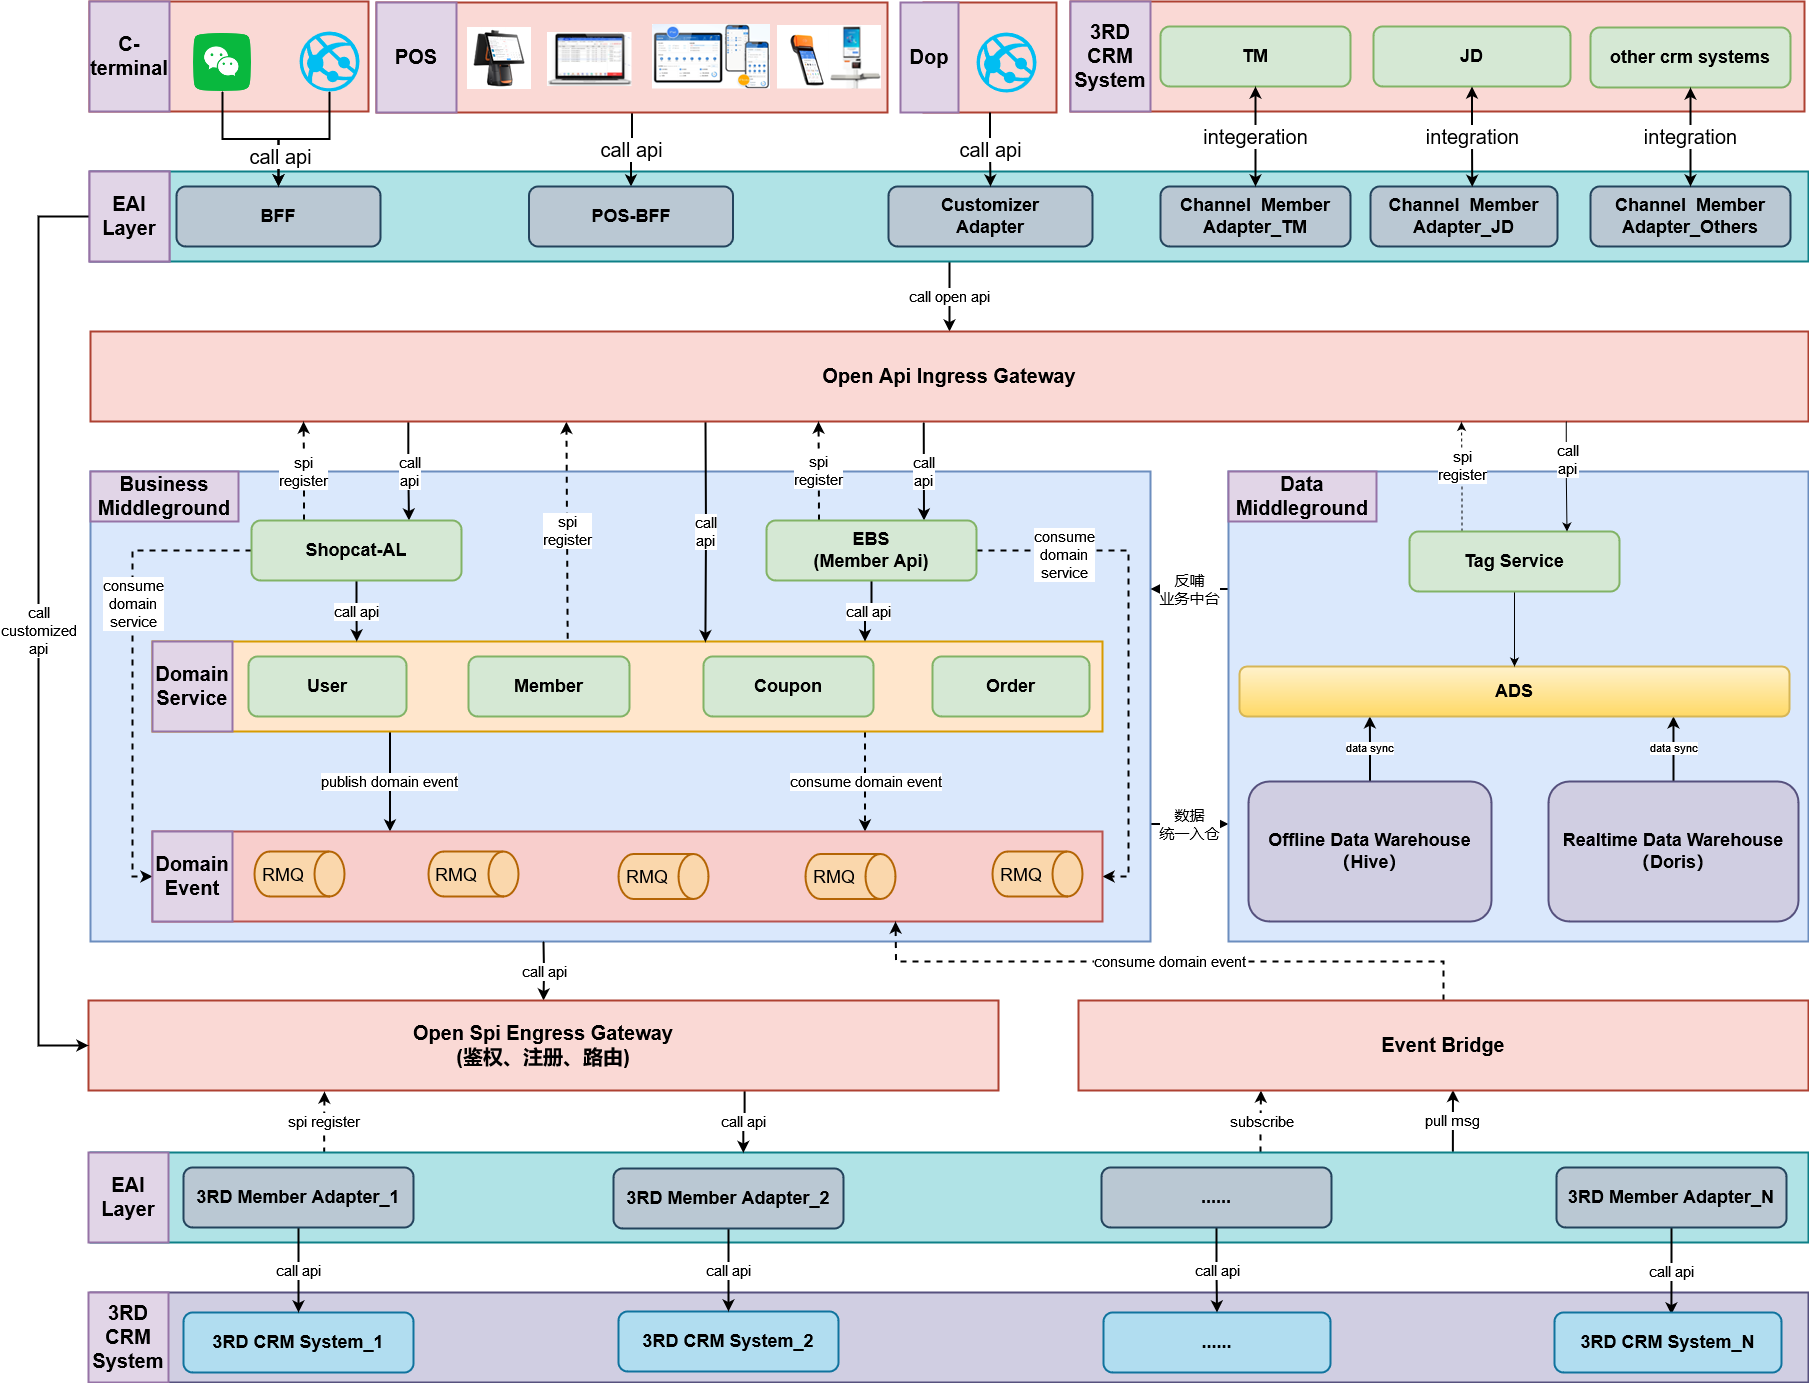 C-
terminal
POS
Dop
3RD
CRM
System
TM
JD
other crm systems
call api
call api
call api
integeration
integration
integration
EAI
Layer
BFF
POS-BFF
Customizer
Adapter
Channel  Member
Adapter_TM
Channel  Member
Adapter_JD
Channel  Member
Adapter_Others
call open api
Open Api Ingress Gateway
spi
register
call
api
spi
register
call
api
spi
register
call
api
spi
register
call
api
Business
Middleground
Shopcat-AL
EBS
(Member Api)
consume
domain
service
consume
domain
service
call api
call api
Domain
Service
User
Member
Coupon
Order
publish domain event
consume domain event
Domain
Event
RMQ
RMQ
RMQ
RMQ
RMQ
反哺
业务中台
数据
统一入仓
Data
Middleground
Tag Service
ADS
data sync
data sync
Offline Data Warehouse
（Hive）
Realtime Data Warehouse
（Doris）
call
customized
api
call api
consume domain event
Open Spi Engress Gateway
(鉴权、注册、路由)
Event Bridge
spi register
call api
subscribe
pull msg
EAI
Layer
3RD Member Adapter_1
3RD Member Adapter_2
......
3RD Member Adapter_N
call api
call api
call api
call api
3RD
CRM
System
3RD CRM System_1
3RD CRM System_2
......
3RD CRM System_N